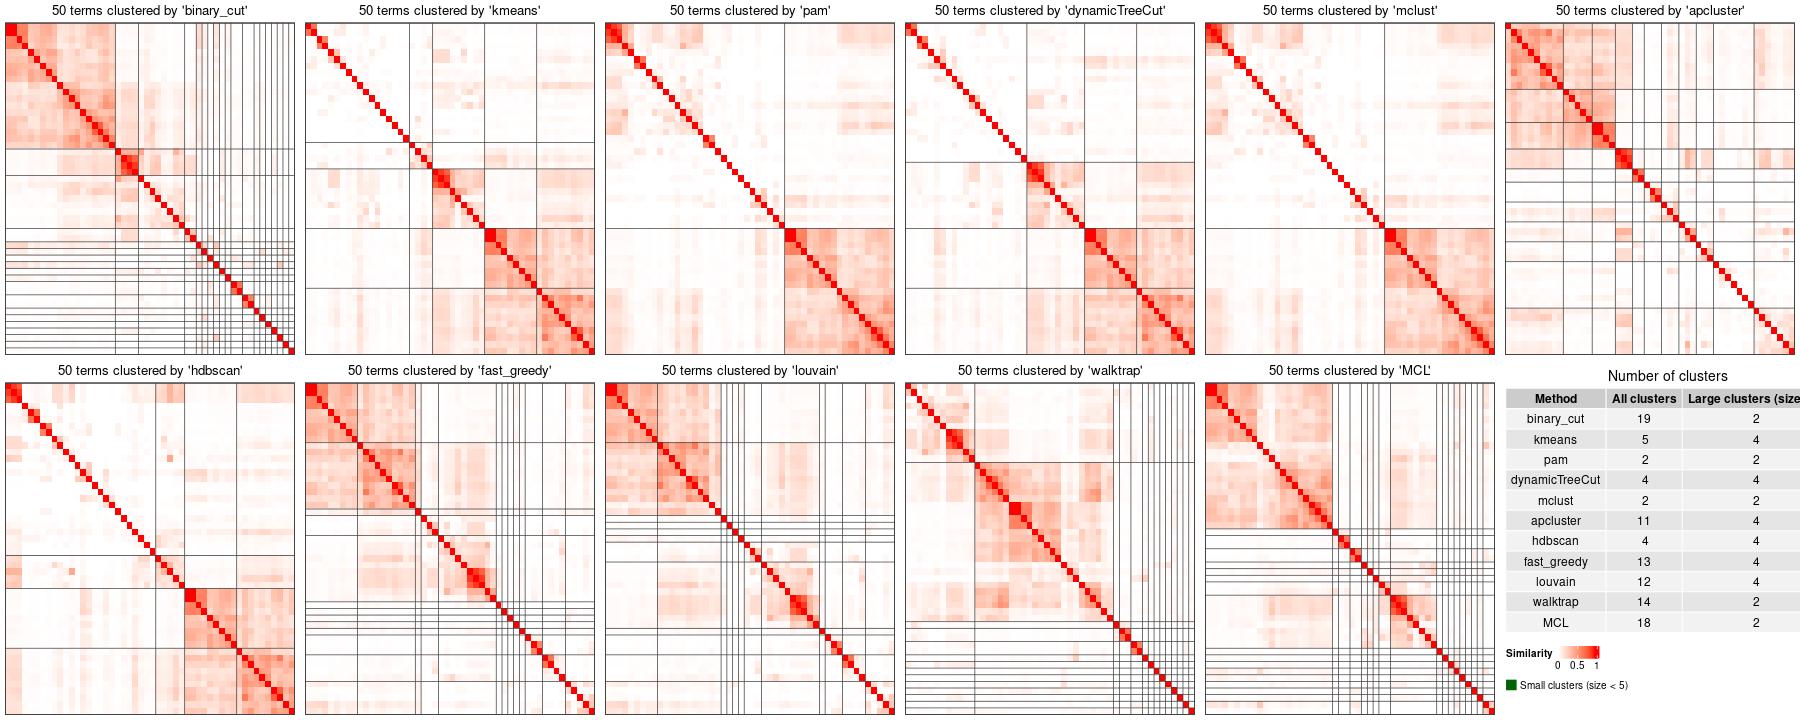 50 terms clustered by 'binary_cut'
50 terms clustered by 'kmeans'
50 terms clustered by 'pam'
50 terms clustered by 'dynamicTreeCut'
50 terms clustered by 'mclust'
50 terms clustered by 'apcluster'
50 terms clustered by 'hdbscan'
50 terms clustered by 'fast_greedy'
50 terms clustered by 'louvain'
50 terms clustered by 'walktrap'
50 terms clustered by 'MCL'
Number of clusters
Method All clusters Large clusters (size
binary_cut 19 2
kmeans 5 4
pam 2 2
dynamicTreeCut 4 4
mclust 2 2
apcluster 11 4
hdbscan 4 4
fast_greedy 13 4
louvain 12 4
walktrap 14 2
MCL 18 2
Similarity
0 0.5 1
Small clusters (size < 5)